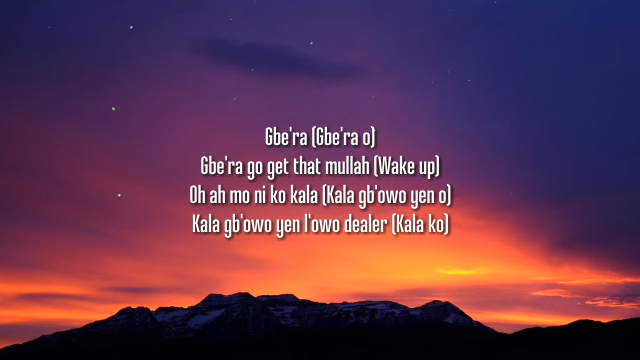 Gbe'ra (Gbe'ra o)
Gbe'ra go get that mullah (Wake up)
Oh ah mo ni ko kala (Kala gb'owo yen o)
Kala gb'owo yen l'owo dealer (Kala ko)